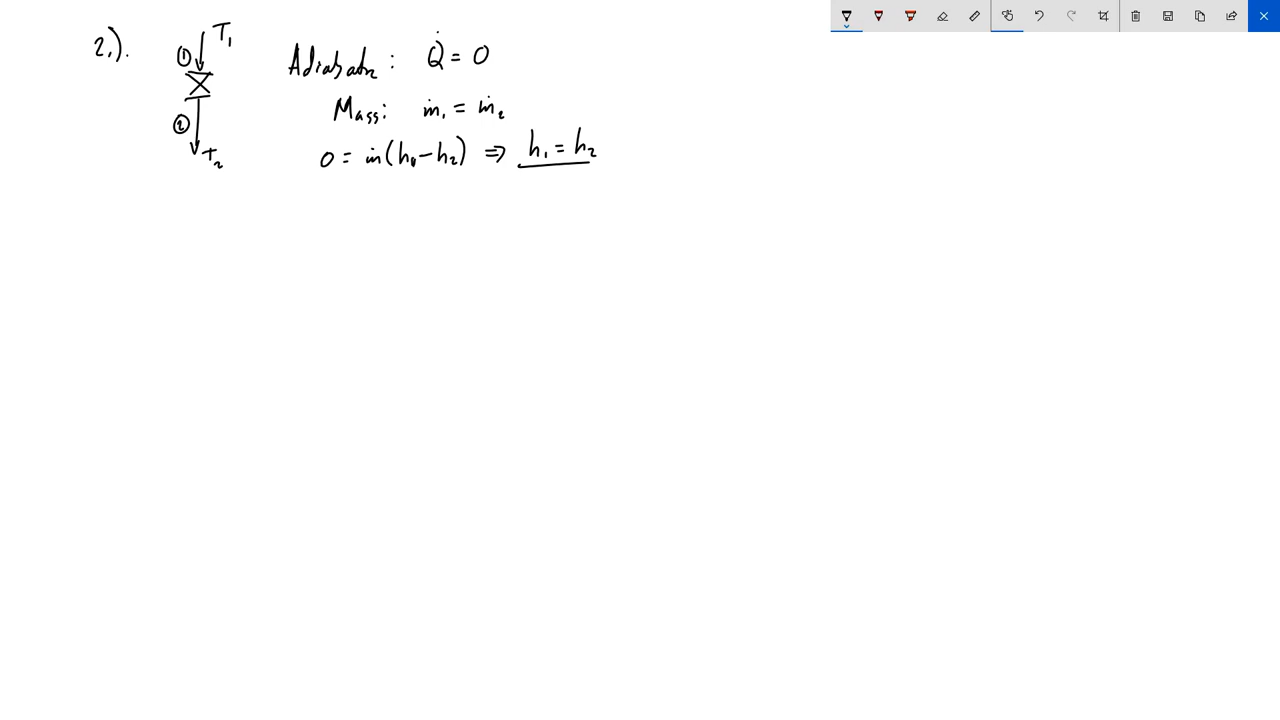 2.).
① T₁
② T₂
Adiabatic : Q̇ = 0
Mass: ṁ₁ = ṁ₂
0 = ṁ(h₁ − h₂) ⇒ h₁ = h₂